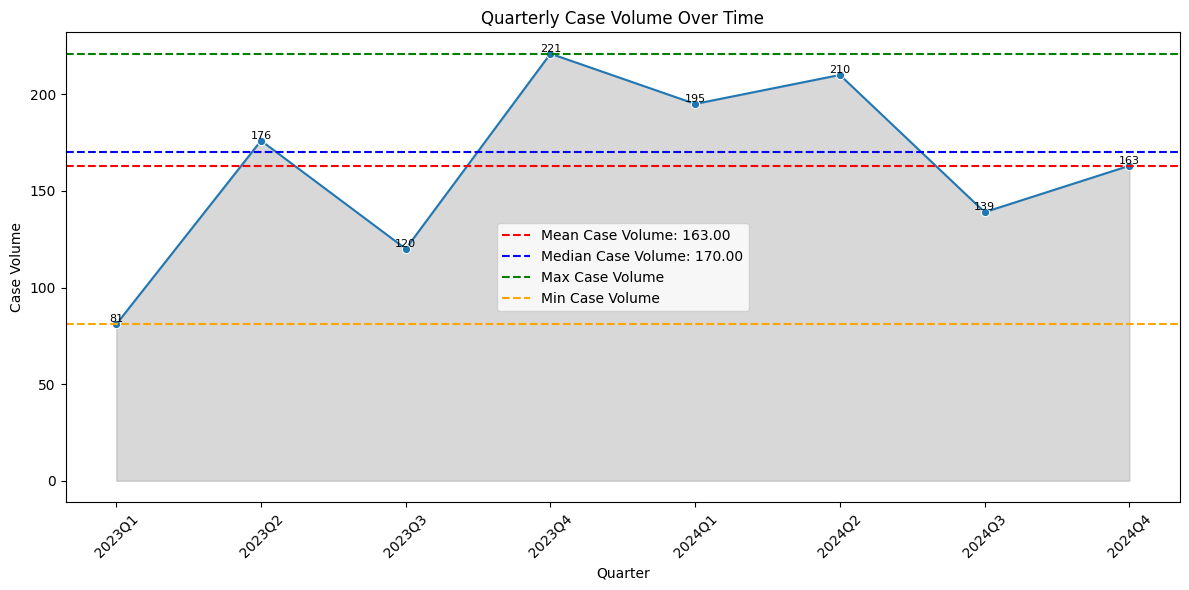 Quarterly Case Volume Over Time
Case Volume
200
150
100
50
0
81
176
120
221
195
210
139
163
Mean Case Volume: 163.00
Median Case Volume: 170.00
Max Case Volume
Min Case Volume
2023Q1
2023Q2
2023Q3
2023Q4
2024Q1
2024Q2
2024Q3
2024Q4
Quarter